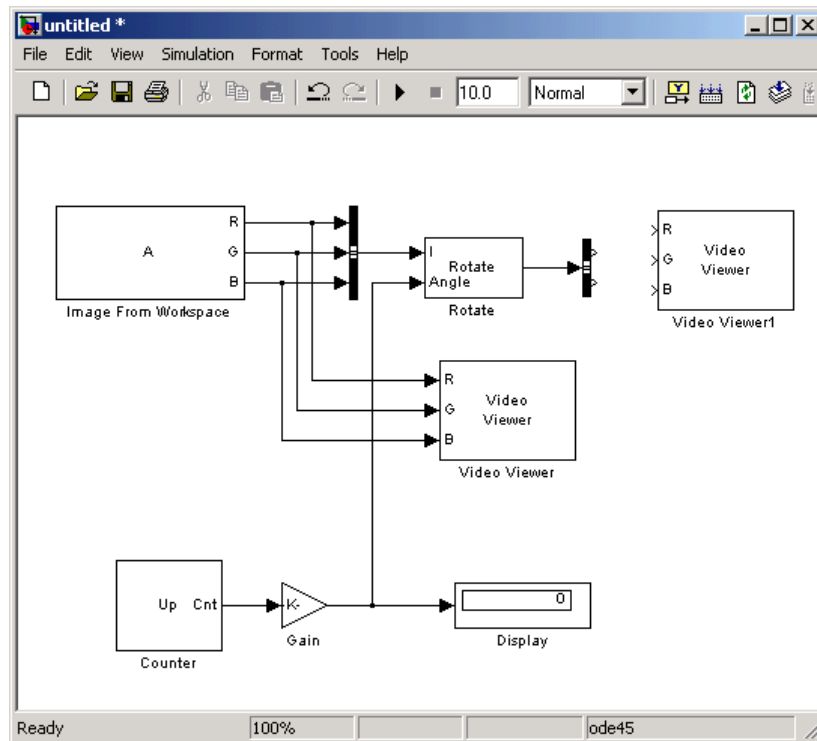 untitled *
File Edit View Simulation Format Tools Help
10.0 Normal
A
R
G
B
Image From Workspace
I
Angle
Rotate
Rotate
R
G
B
Video
Viewer
Video Viewer1
R
G
B
Video
Viewer
Video Viewer
Up Cnt
Counter
-K-
Gain
0
Display
Ready 100% ode45